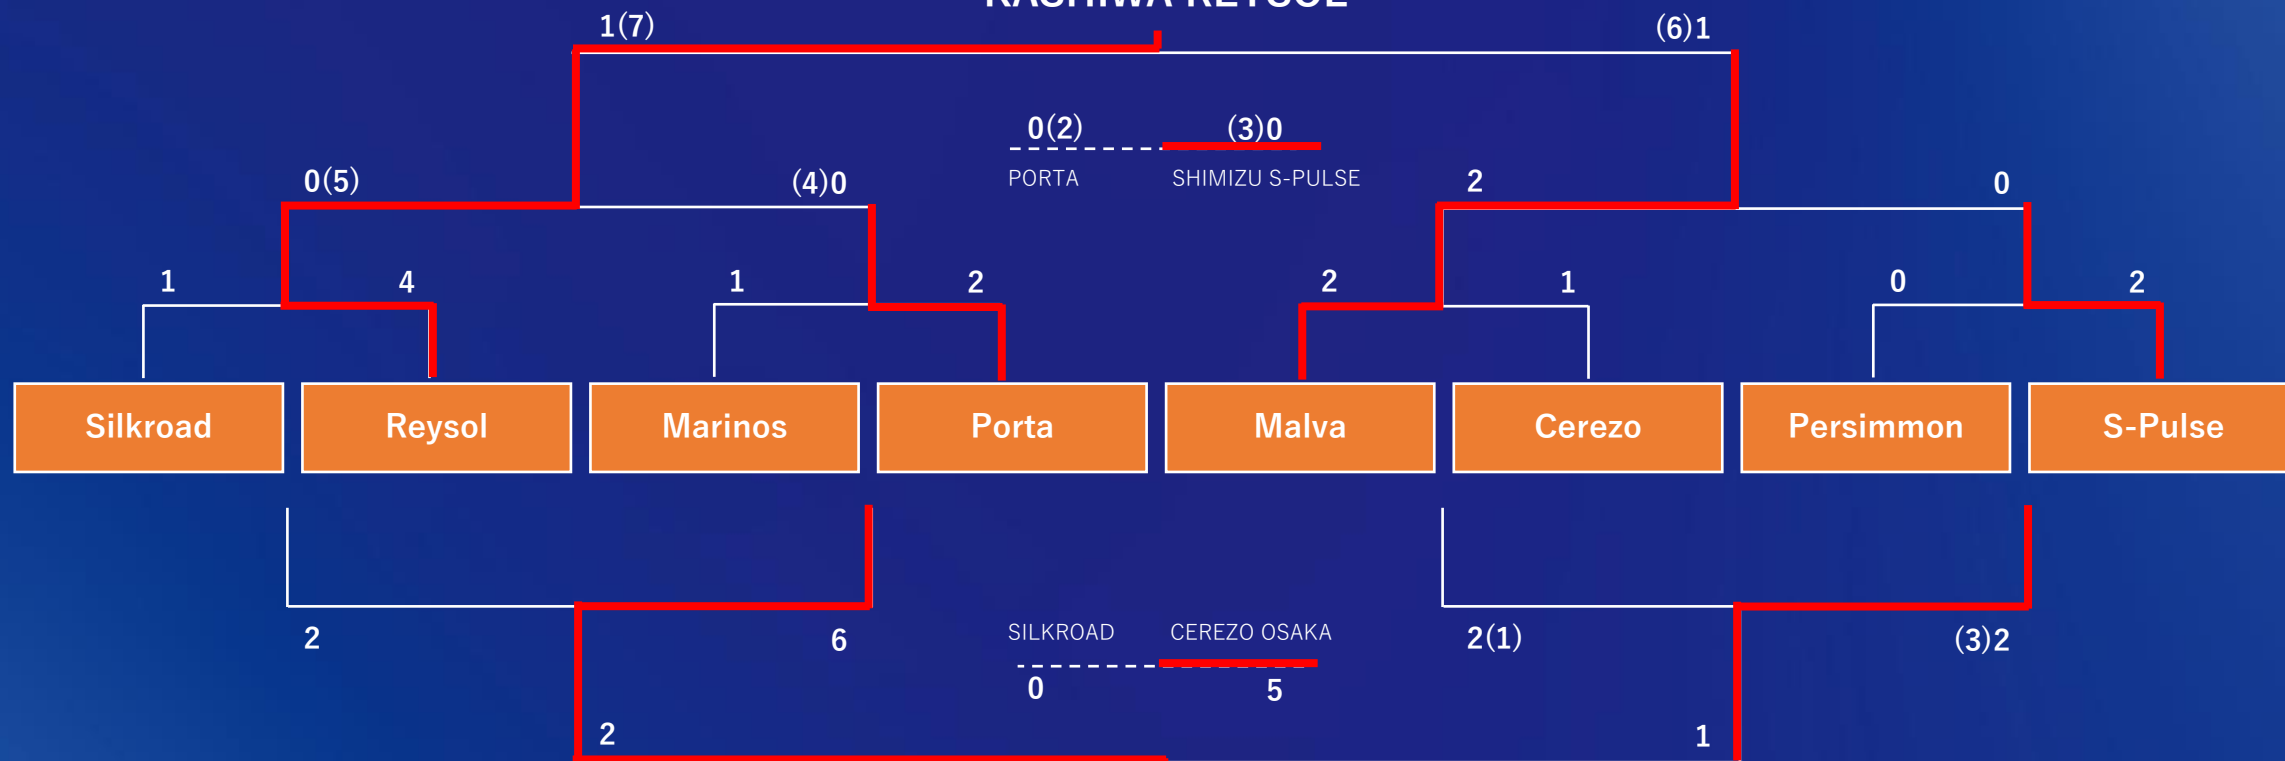 KASHIWA REYSOL
1(7) (6)1
0(2) (3)0
PORTA SHIMIZU S-PULSE
0(5) (4)0 2 0
1 4 1 2 2 1 0 2
Silkroad Reysol Marinos Porta Malva Cerezo Persimmon S-Pulse
2 6 2(1) (3)2
SILKROAD CEREZO OSAKA
0 5
2 1